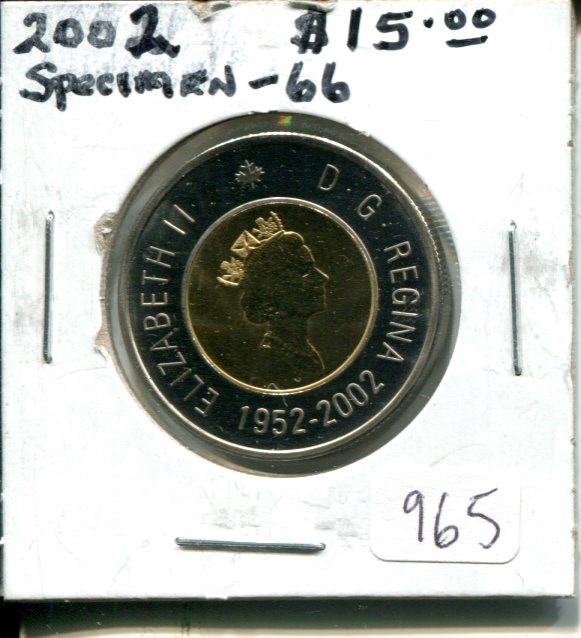 2002 $15.00
Specimen-66
ELIZABETH II D·G·REGINA
1952-2002
965